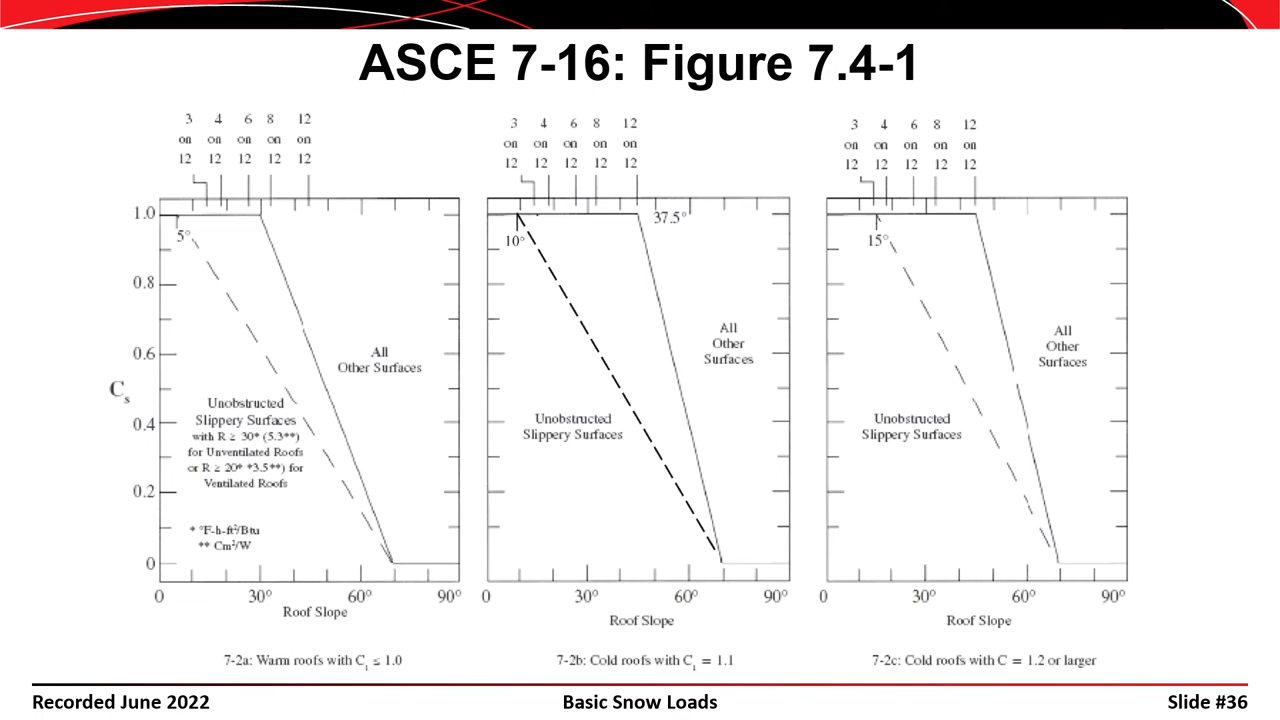 ASCE 7-16: Figure 7.4-1
3 4 6 8 12
on on on on on
12 12 12 12 12
1.0
0.8
0.6
0.4
0.2
0
C s
5°
All
Other Surfaces
Unobstructed
Slippery Surfaces
with R ≥ 30* (5.3**)
for Unventilated Roofs
or R ≥ 20* *3.5**) for
Ventilated Roofs
* °F-h-ft²/Btu
** Cm²/W
0 30° 60° 90°
Roof Slope
7-2a: Warm roofs with C t ≤ 1.0
3 4 6 8 12
on on on on on
12 12 12 12 12
10°
37.5°
All
Other
Surfaces
Unobstructed
Slippery Surfaces
0 30° 60° 90°
Roof Slope
7-2b: Cold roofs with C t = 1.1
3 4 6 8 12
on on on on on
12 12 12 12 12
15°
All
Other
Surfaces
Unobstructed
Slippery Surfaces
0 30° 60° 90°
Roof Slope
7-2c: Cold roofs with C = 1.2 or larger
Recorded June 2022
Basic Snow Loads
Slide #36